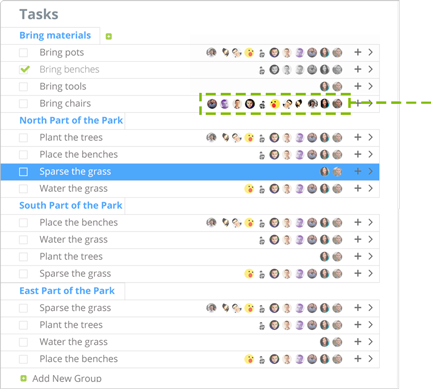 Tasks
Bring materials
Bring pots
Bring benches
Bring tools
Bring chairs
North Part of the Park
Plant the trees
Place the benches
Sparse the grass
Water the grass
South Part of the Park
Place the benches
Water the grass
Plant the trees
Sparse the grass
East Part of the Park
Sparse the grass
Plant the trees
Water the grass
Place the benches
Add New Group